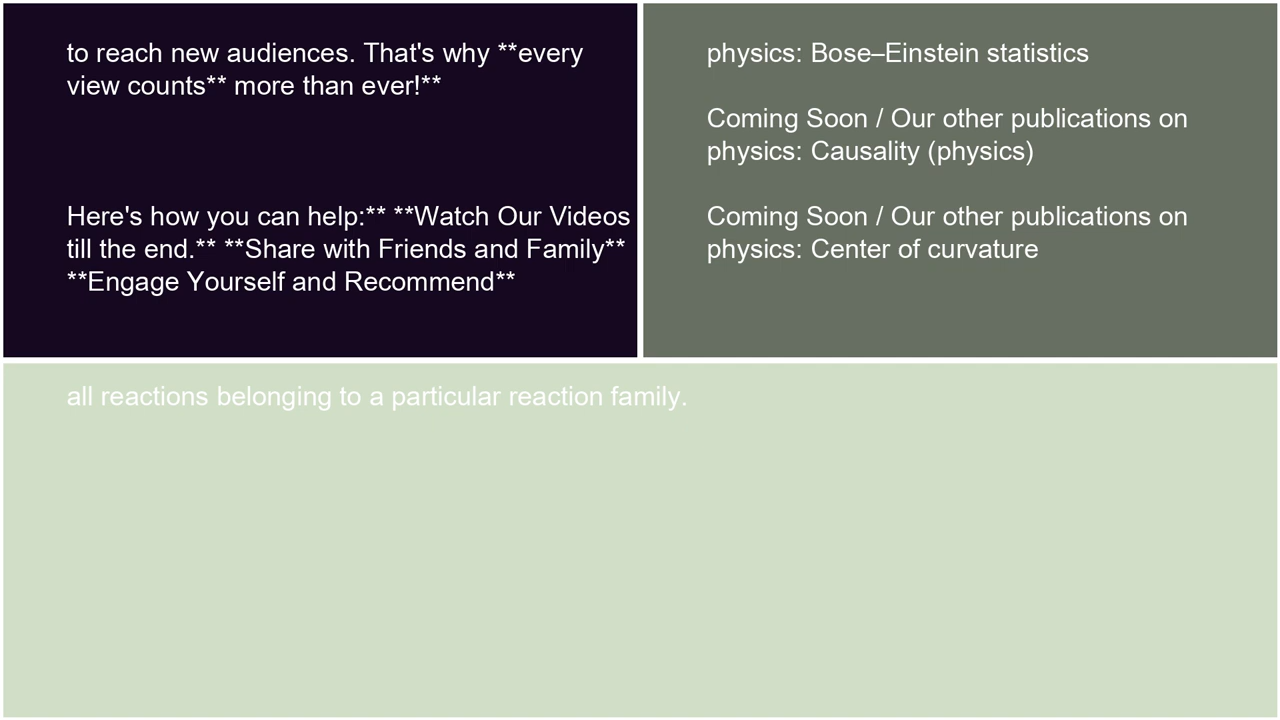 to reach new audiences. That's why **every
view counts** more than ever!**
Here's how you can help:** **Watch Our Videos
till the end.** **Share with Friends and Family**
**Engage Yourself and Recommend**
physics: Bose–Einstein statistics
Coming Soon / Our other publications on
physics: Causality (physics)
Coming Soon / Our other publications on
physics: Center of curvature
all reactions belonging to a particular reaction family.